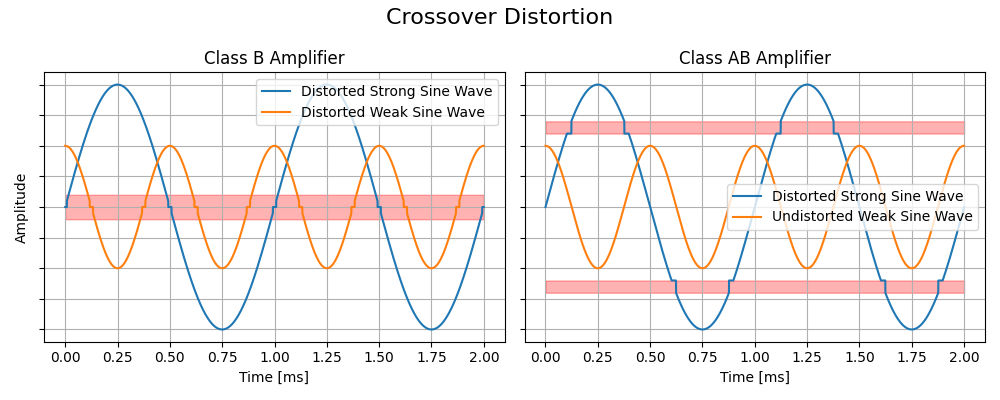 Crossover Distortion
Class B Amplifier
Distorted Strong Sine Wave
Distorted Weak Sine Wave
Amplitude
0.00 0.25 0.50 0.75 1.00 1.25 1.50 1.75 2.00
Time [ms]
Class AB Amplifier
Distorted Strong Sine Wave
Undistorted Weak Sine Wave
0.00 0.25 0.50 0.75 1.00 1.25 1.50 1.75 2.00
Time [ms]